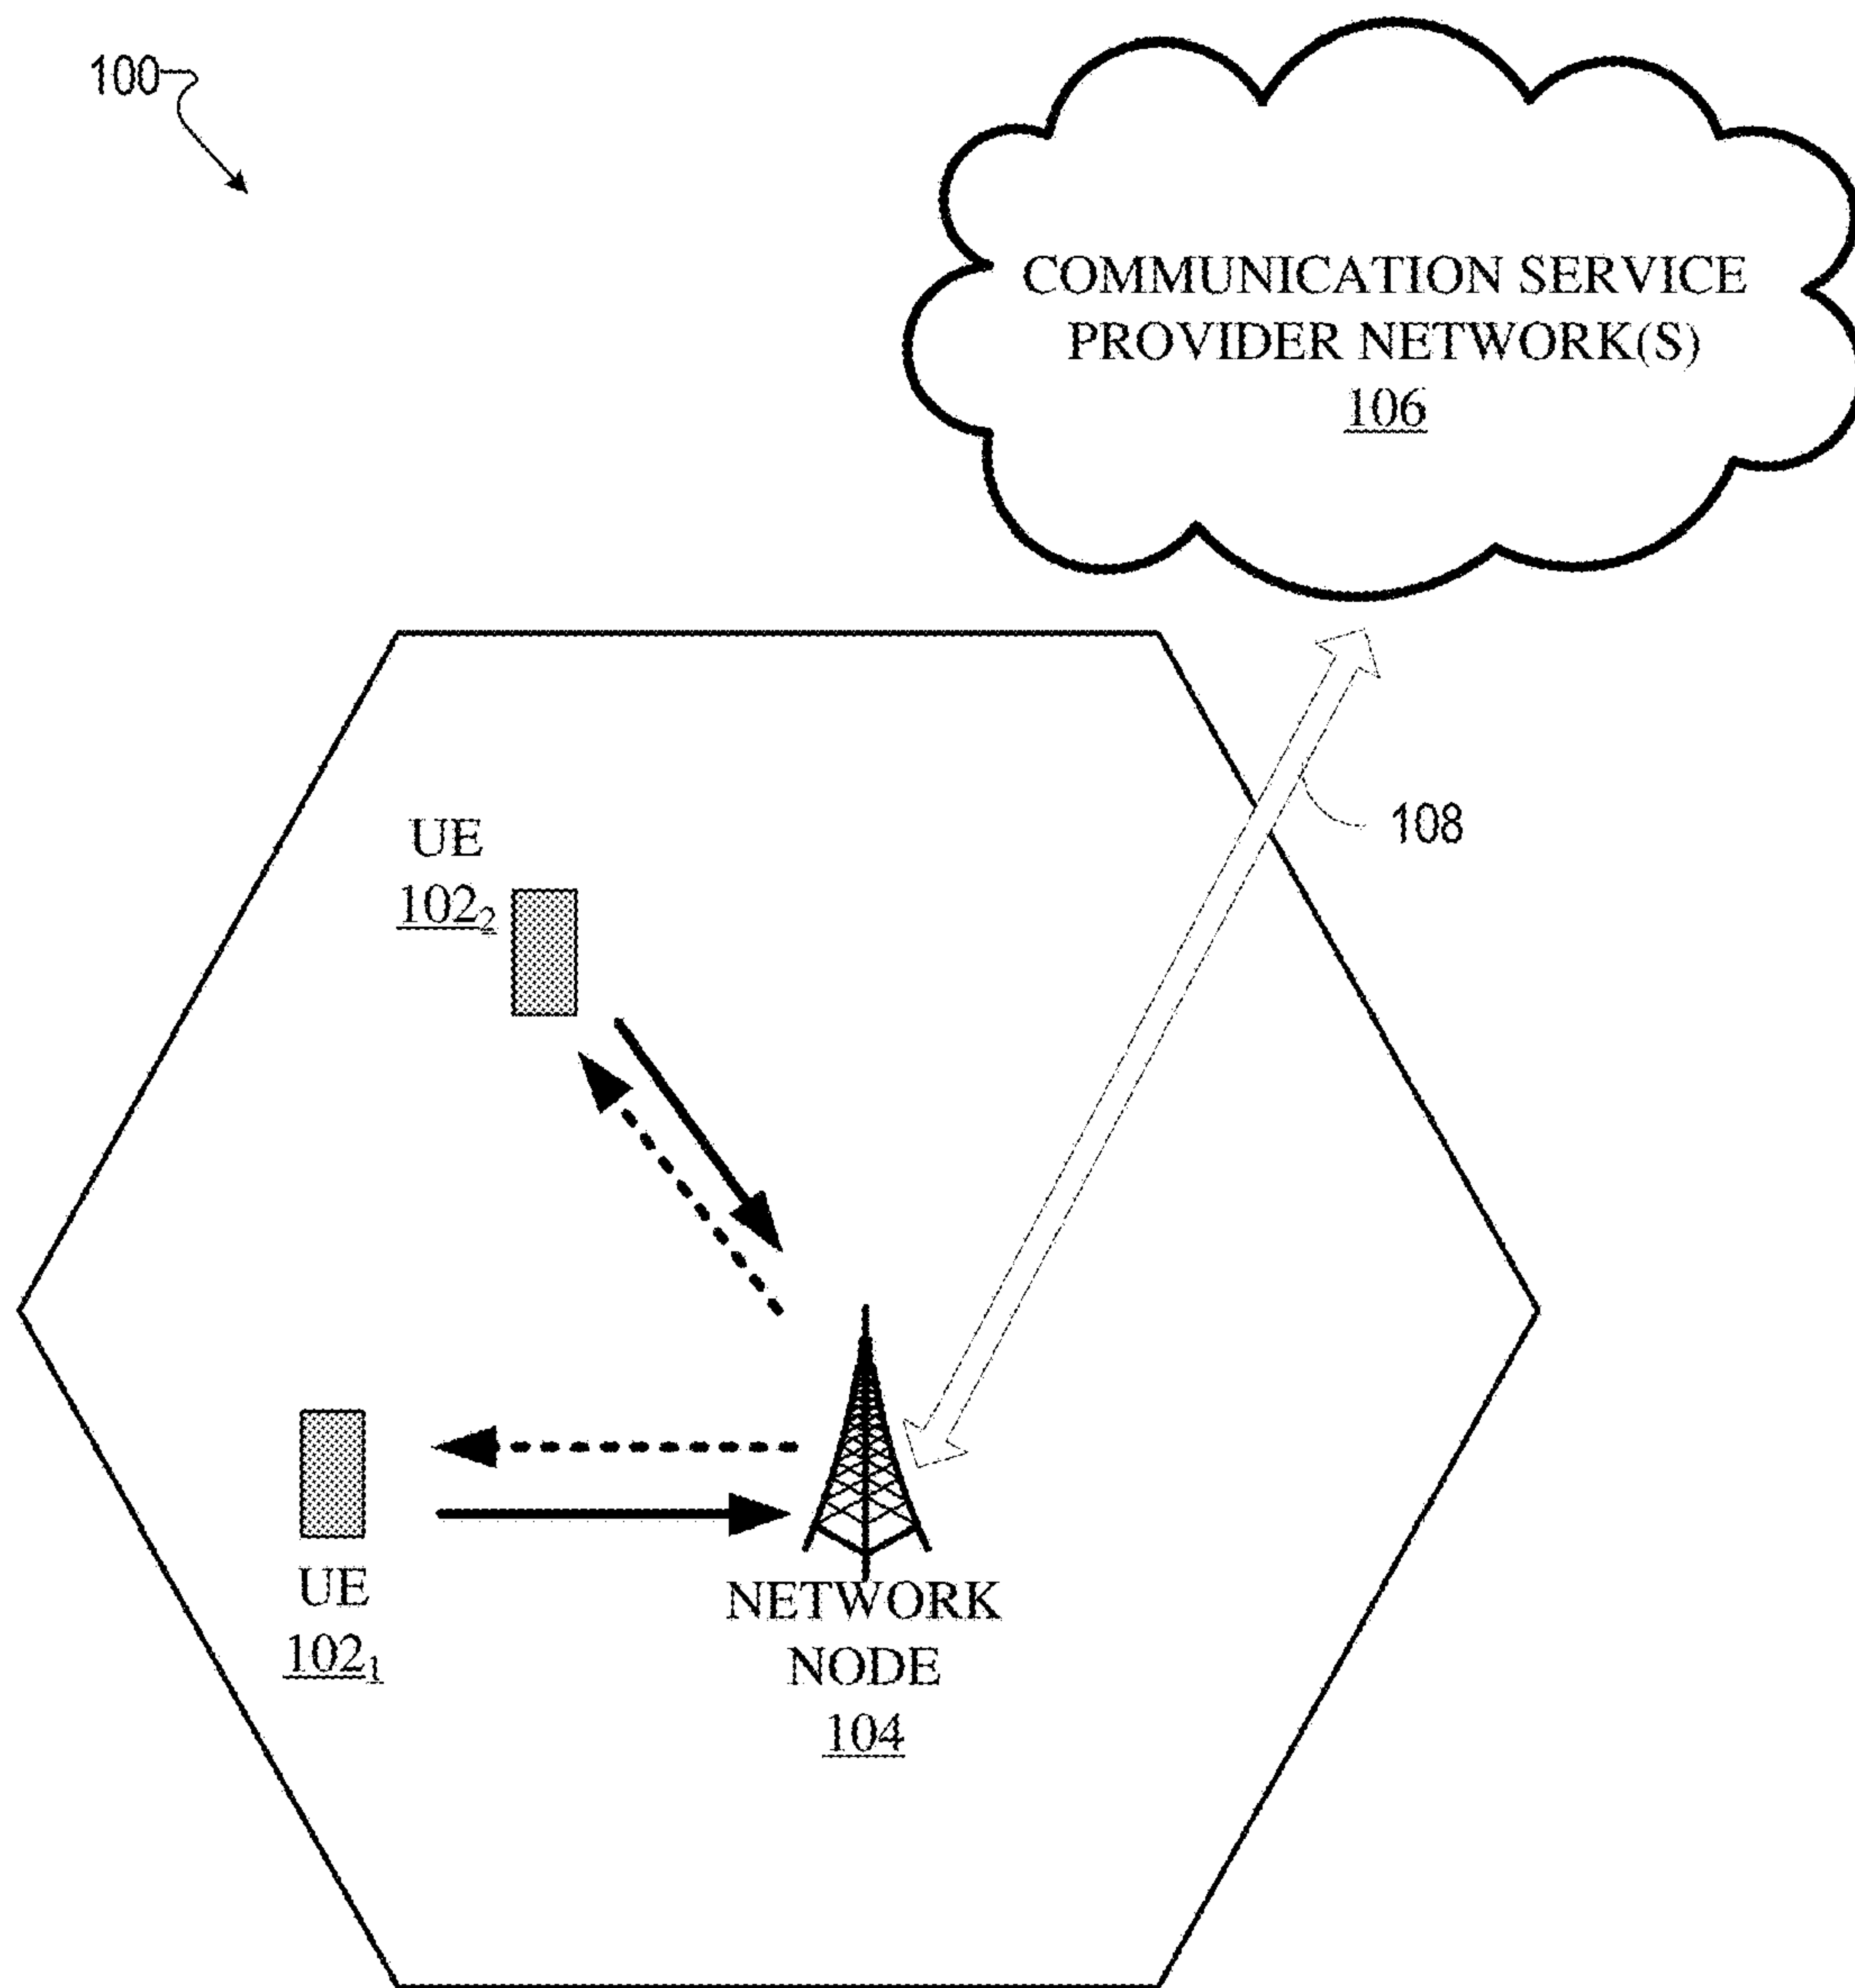 100
COMMUNICATION SERVICE
PROVIDER NETWORK(S)
106
108
UE
102₂
UE
102₁
NETWORK
NODE
104